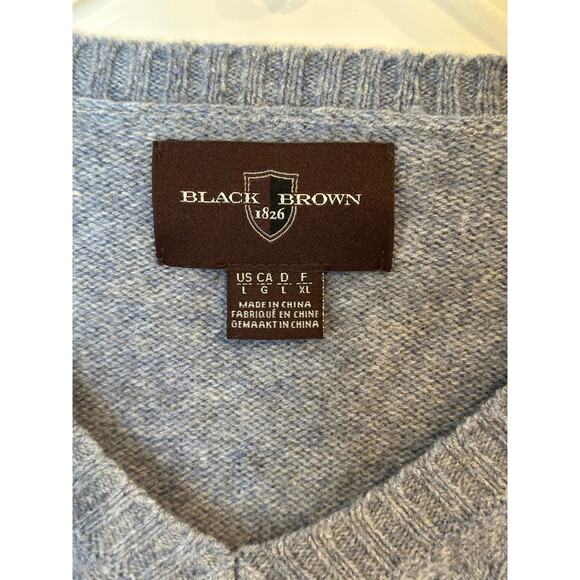 BLACK BROWN
1826
US CA D F
L G L XL
MADE IN CHINA
FABRIQUÉ EN CHINE
GEMAAKT IN CHINA